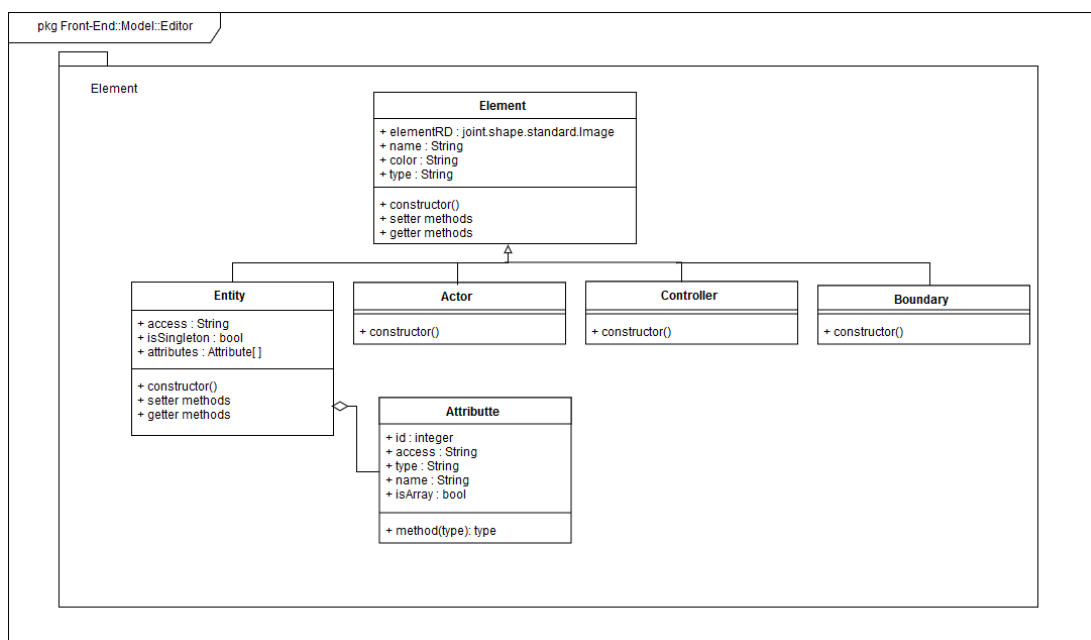 pkg Front-End::Model::Editor
Element
Element
+ elementRD : joint.shape.standard.Image
+ name : String
+ color : String
+ type : String
+ constructor()
+ setter methods
+ getter methods
Entity
+ access : String
+ isSingleton : bool
+ attributes : Attribute[ ]
+ constructor()
+ setter methods
+ getter methods
Actor
+ constructor()
Controller
+ constructor()
Boundary
+ constructor()
Attributte
+ id : integer
+ access : String
+ type : String
+ name : String
+ isArray : bool
+ method(type): type